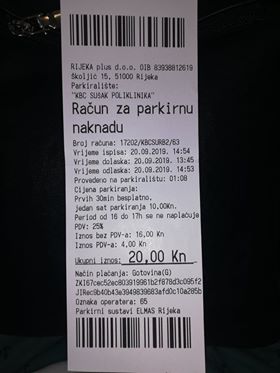 RIJEKA plus d.o.o. OIB 83938812619
Školjić 15, 51000 Rijeka
Parkiralište:
"KBC SUŠAK POLIKLINIKA"
Račun za parkirnu
naknadu
Broj računa: 17202/KBCSURB2/63
Vrijeme ispisa: 20.09.2019. 14:54
Vrijeme dolaska: 20.09.2019. 13:45
Vrijeme odlaska: 20.09.2019. 14:53
Provedeno na parkiralištu: 01:08
Cijena parkiranja:
Prvih 30min besplatno.
jedan sat parkiranja 10.00Kn.
Period od 16 do 17h se ne naplaćuje
PDV: 25%
Iznos bez PDV-a: 16,00 Kn
Iznos PDV-a: 4,00 Kn
Ukupni iznos: 20,00 Kn
Način plaćanja: Gotovina(G)
Oznaka operatera: 65
Parkirni sustavi ELMAS Rijeka